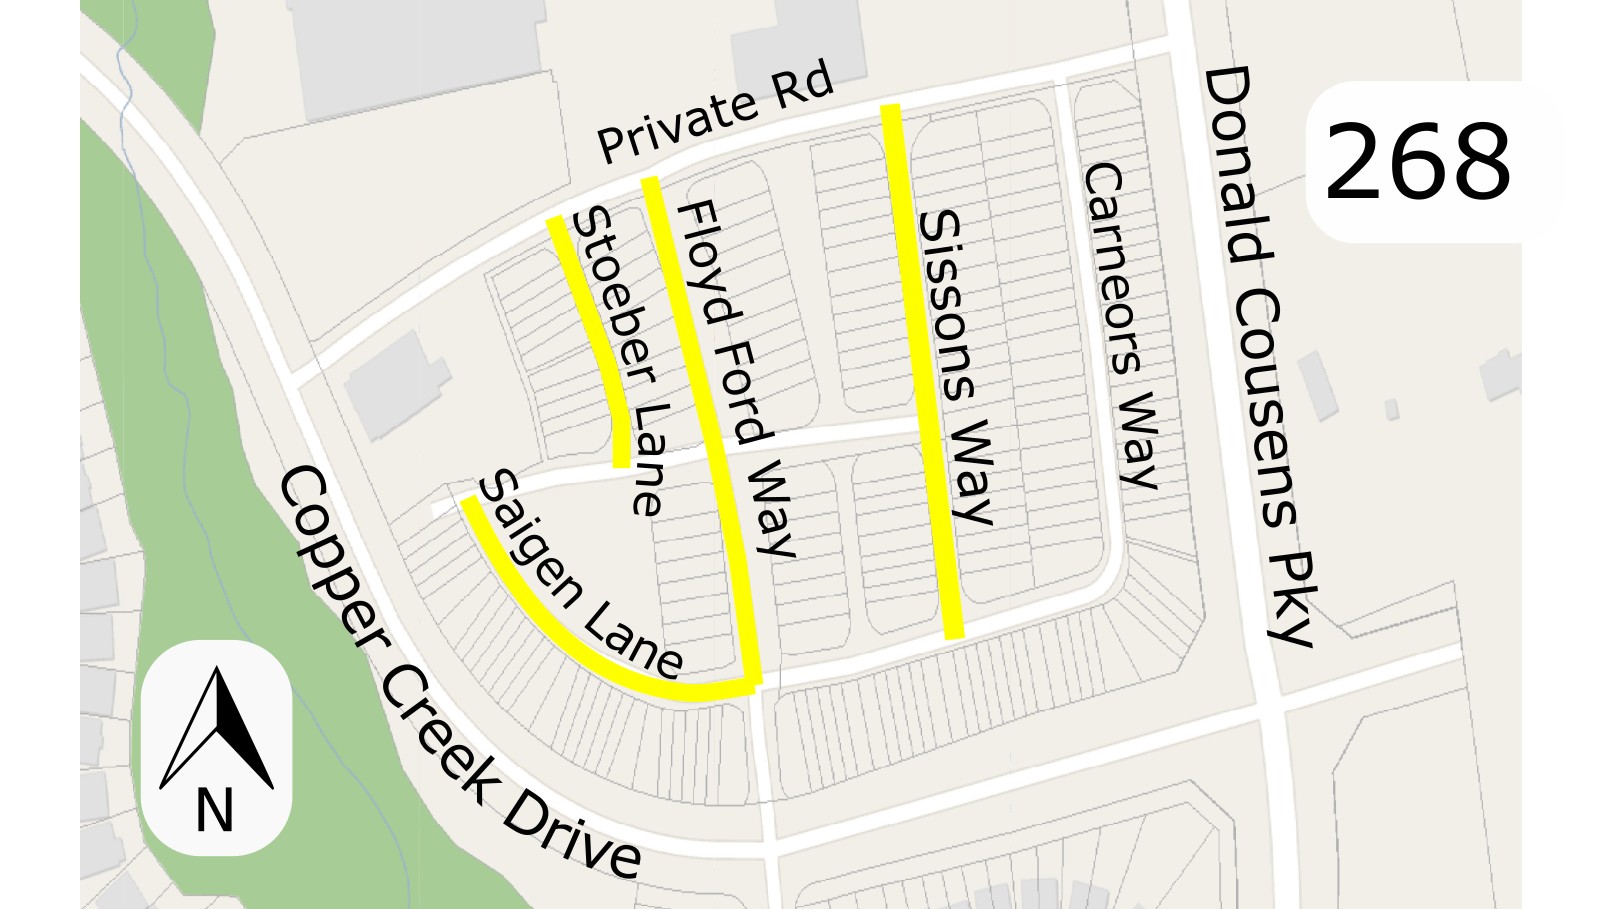 Private Rd
268
Donald Cousens Pky
Carneors Way
Stoeber Lane
Floyd Ford Way
Sissons Way
Saigen Lane
Copper Creek Drive
N